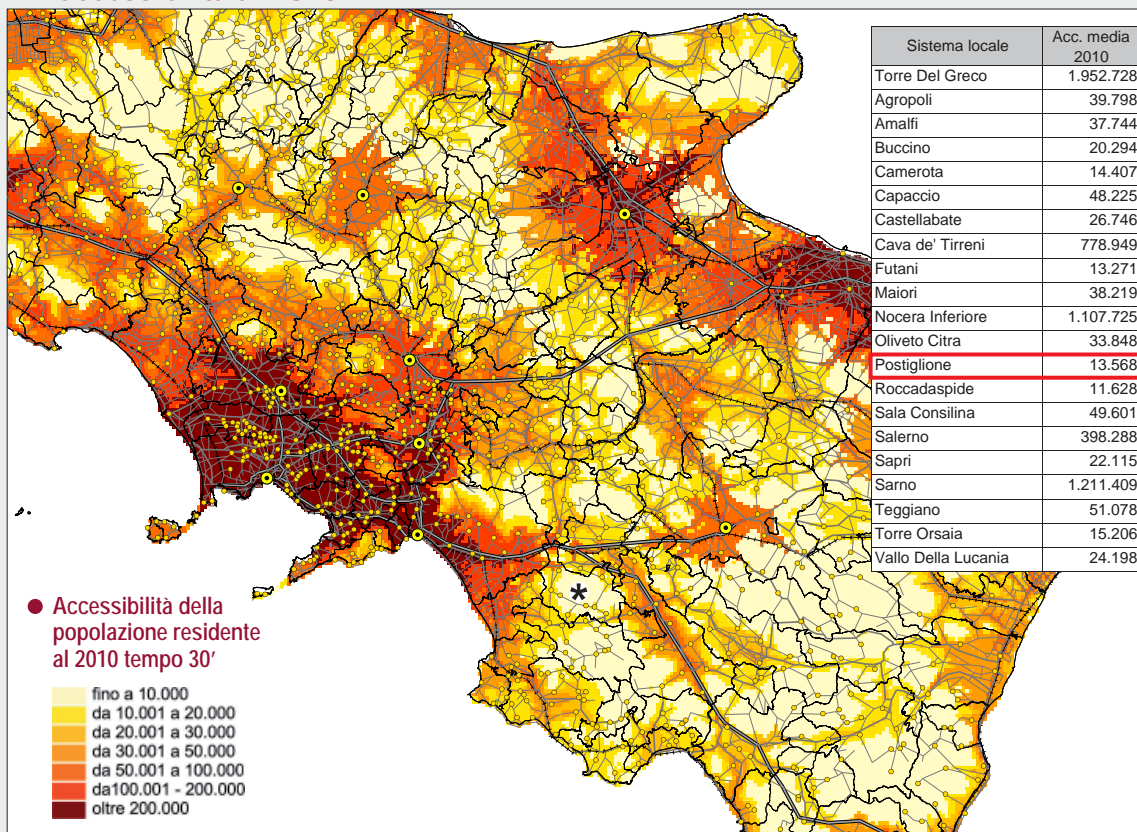 Sistema locale Acc. media 2010
Torre Del Greco 1.952.728
Agropoli 39.798
Amalfi 37.744
Buccino 20.294
Camerota 14.407
Capaccio 48.225
Castellabate 26.746
Cava de' Tirreni 778.949
Futani 13.271
Maiori 38.219
Nocera Inferiore 1.107.725
Oliveto Citra 33.848
Postiglione 13.568
Roccadaspide 11.628
Sala Consilina 49.601
Salerno 398.288
Sapri 22.115
Sarno 1.211.409
Teggiano 51.078
Torre Orsaia 15.206
Vallo Della Lucania 24.198
*
Accessibilità della
popolazione residente
al 2010 tempo 30'
fino a 10.000
da 10.001 a 20.000
da 20.001 a 30.000
da 30.001 a 50.000
da 50.001 a 100.000
da100.001 - 200.000
oltre 200.000